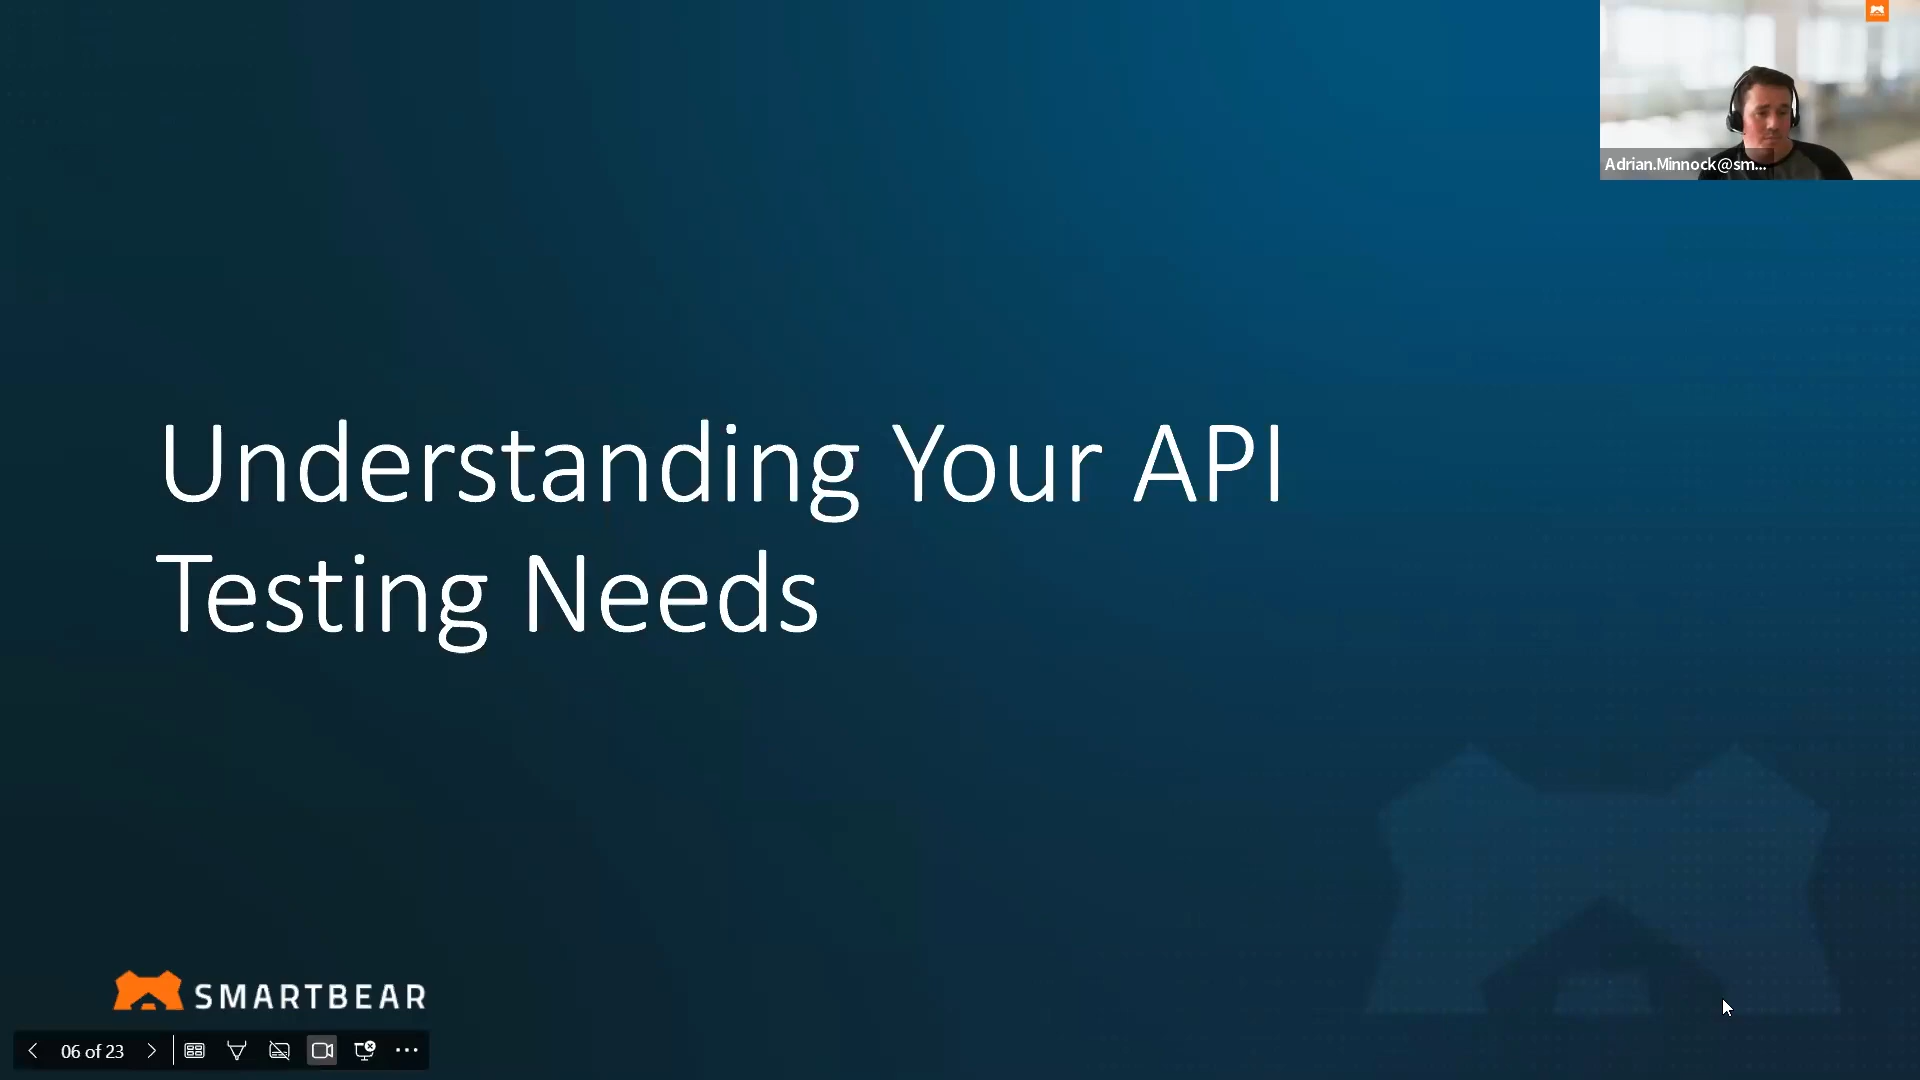 Adrian.Minnock@sm...
Understanding Your API
Testing Needs
SMARTBEAR
06 of 23